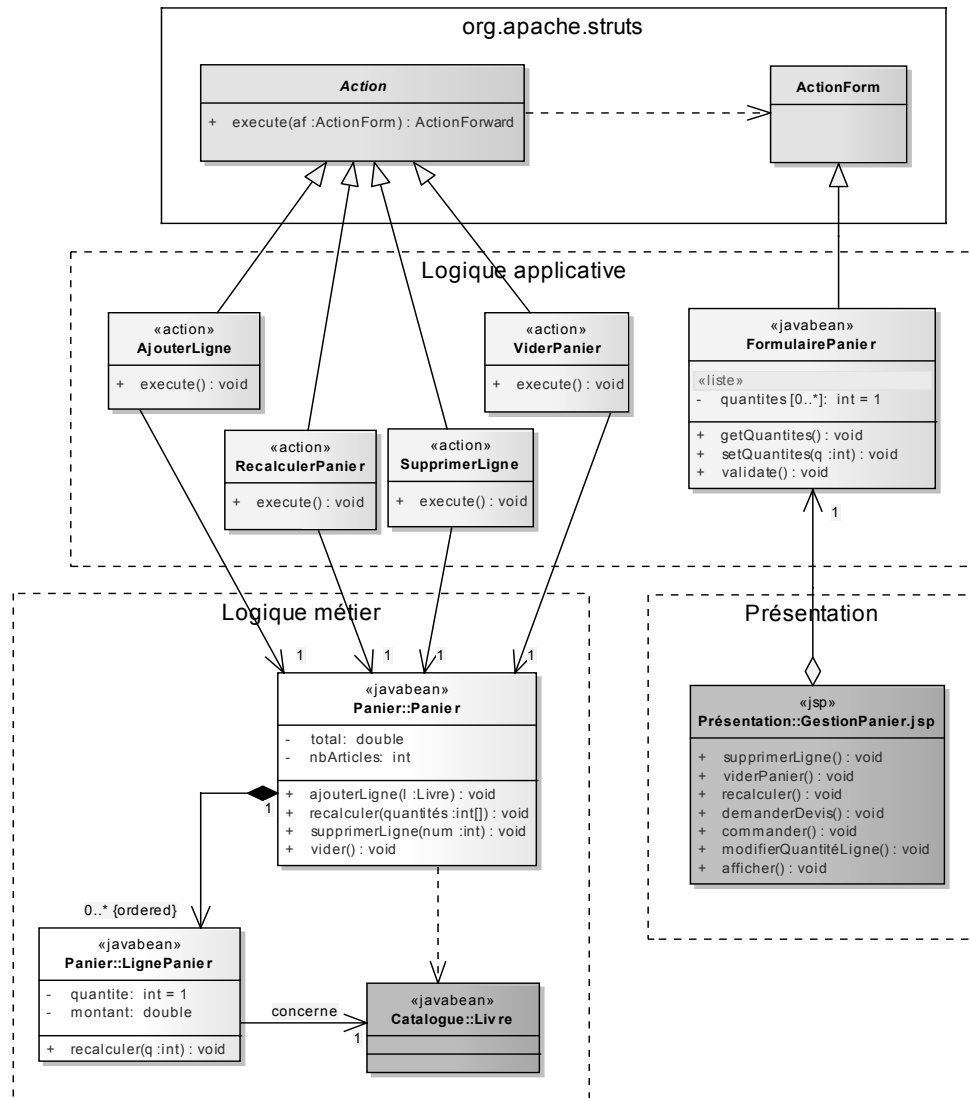 org.apache.struts
Action
+ execute(af :ActionForm) : ActionForward
ActionForm
Logique applicative
«action»
AjouterLigne
+ execute() : void
«action»
ViderPanier
+ execute() : void
«javabean»
FormulairePanier
«liste»
- quantites [0..*]: int = 1
+ getQuantites() : void
+ setQuantites(q :int) : void
+ validate() : void
«action»
RecalculerPanier
+ execute() : void
«action»
SupprimerLigne
+ execute() : void
1
Logique métier
Présentation
1
1
1
1
«javabean»
Panier::Panier
- total: double
- nbArticles: int
+ ajouterLigne(l :Livre) : void
+ recalculer(quantités :int[]) : void
+ supprimerLigne(num :int) : void
+ vider() : void
1
«jsp»
Présentation::GestionPanier.jsp
+ supprimerLigne() : void
+ viderPanier() : void
+ recalculer() : void
+ demanderDevis() : void
+ commander() : void
+ modifierQuantitéLigne() : void
+ afficher() : void
0..* {ordered}
«javabean»
Panier::LignePanier
- quantite: int = 1
- montant: double
+ recalculer(q :int) : void
concerne
1
«javabean»
Catalogue::Livre